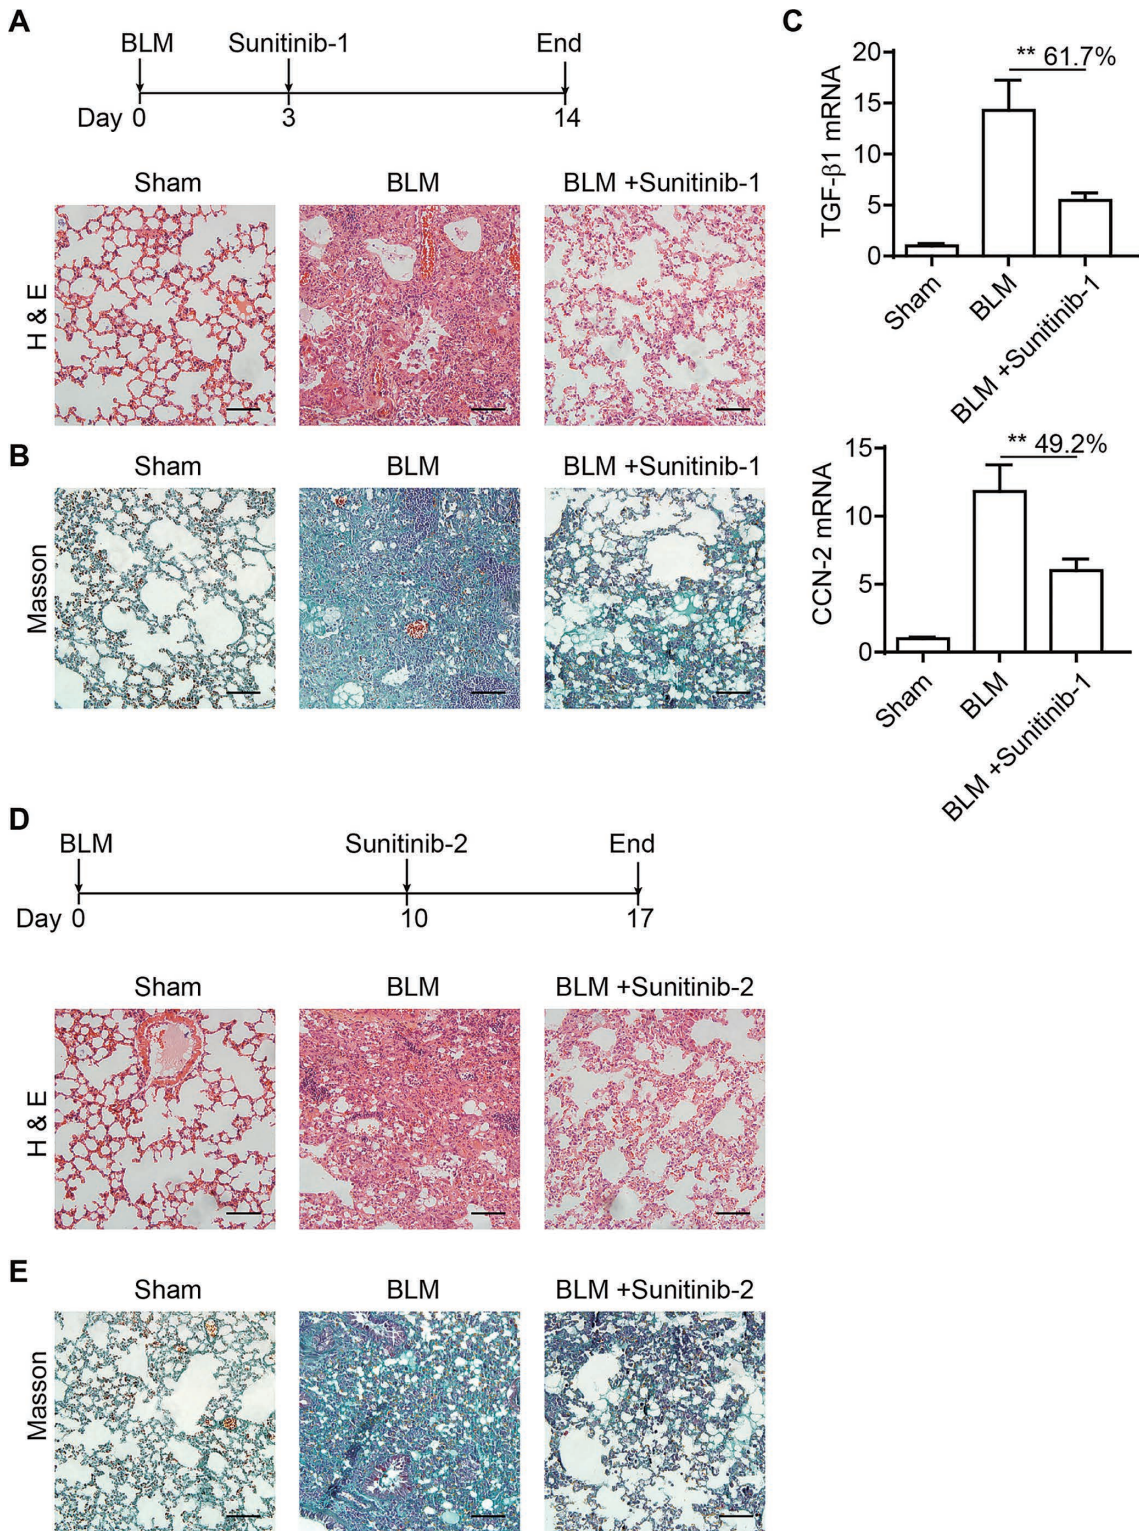 A
BLM Sunitinib-1 End
Day 0 3 14
Sham BLM BLM +Sunitinib-1
H & E
B
Sham BLM BLM +Sunitinib-1
Masson
C
20
15
10
5
0
TGF-β1 mRNA
** 61.7%
Sham
BLM
BLM +Sunitinib-1
15
10
5
0
CCN-2 mRNA
** 49.2%
Sham
BLM
BLM +Sunitinib-1
D
BLM Sunitinib-2 End
Day 0 10 17
Sham BLM BLM +Sunitinib-2
H & E
E
Sham BLM BLM +Sunitinib-2
Masson